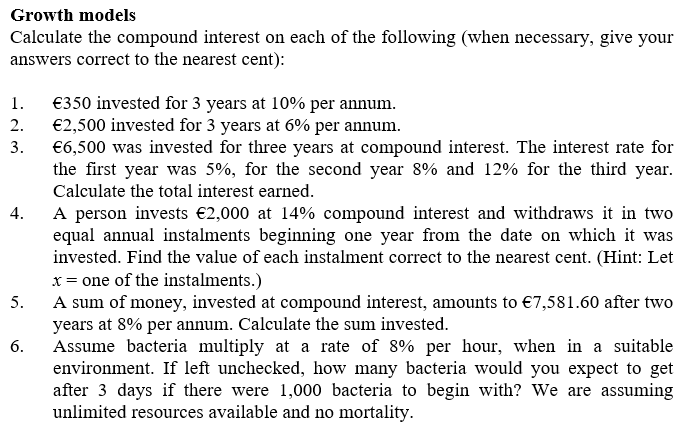 Growth models
Calculate the compound interest on each of the following (when necessary, give your
answers correct to the nearest cent):
1. €350 invested for 3 years at 10% per annum.
2. €2,500 invested for 3 years at 6% per annum.
3. €6,500 was invested for three years at compound interest. The interest rate for
the first year was 5%, for the second year 8% and 12% for the third year.
Calculate the total interest earned.
4. A person invests €2,000 at 14% compound interest and withdraws it in two
equal annual instalments beginning one year from the date on which it was
invested. Find the value of each instalment correct to the nearest cent. (Hint: Let
x = one of the instalments.)
5. A sum of money, invested at compound interest, amounts to €7,581.60 after two
years at 8% per annum. Calculate the sum invested.
6. Assume bacteria multiply at a rate of 8% per hour, when in a suitable
environment. If left unchecked, how many bacteria would you expect to get
after 3 days if there were 1,000 bacteria to begin with? We are assuming
unlimited resources available and no mortality.